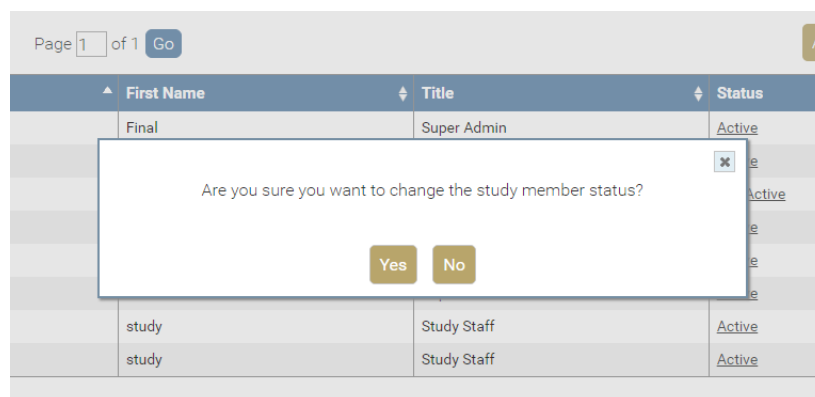 Page 1 of 1 Go
First Name Title Status
Final Super Admin Active
Are you sure you want to change the study member status?
Active
Yes No
study Study Staff Active
study Study Staff Active